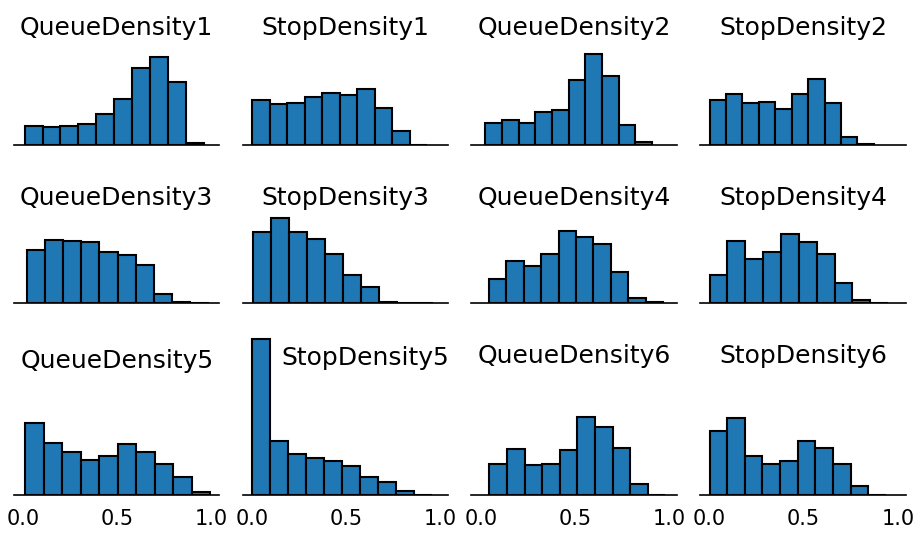 QueueDensity1 StopDensity1 QueueDensity2 StopDensity2
QueueDensity3 StopDensity3 QueueDensity4 StopDensity4
QueueDensity5 StopDensity5 QueueDensity6 StopDensity6
0.0 0.5 1.0 0.0 0.5 1.0 0.0 0.5 1.0 0.0 0.5 1.0